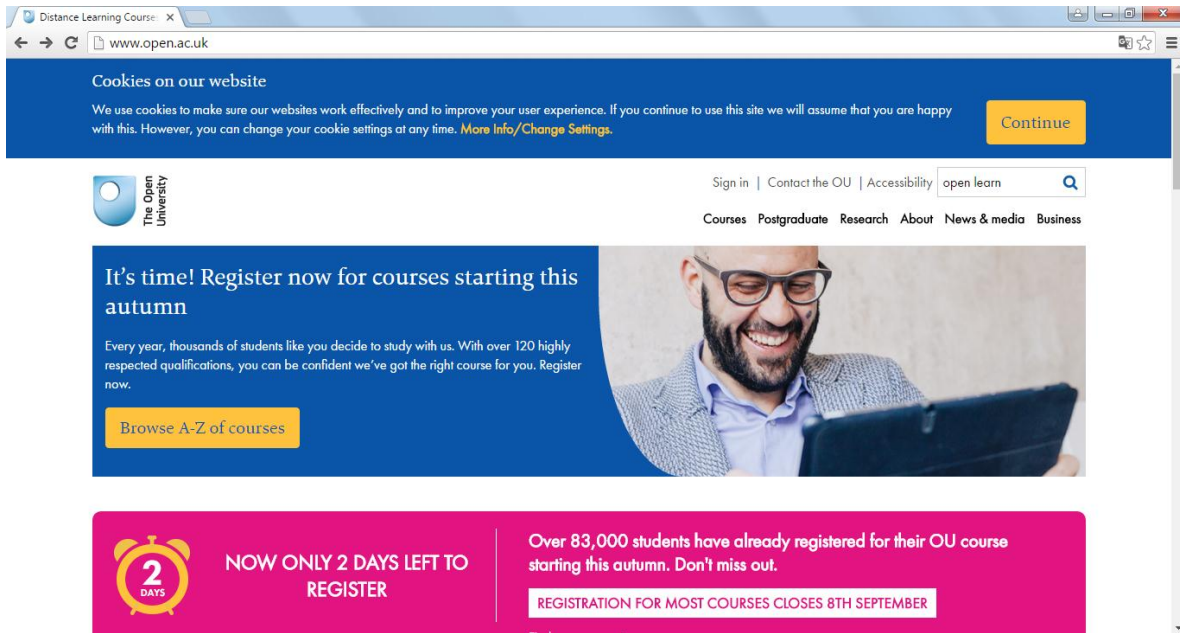 Distance Learning Course
www.open.ac.uk
Cookies on our website
We use cookies to make sure our websites work effectively and to improve your user experience. If you continue to use this site we will assume that you are happy
with this. However, you can change your cookie settings at any time. More Info/Change Settings.
Continue
The Open
University
Sign in | Contact the OU | Accessibility open learn
Courses Postgraduate Research About News & media Business
It's time! Register now for courses starting this
autumn
Every year, thousands of students like you decide to study with us. With over 120 highly
respected qualifications, you can be confident we've got the right course for you. Register
now.
Browse A-Z of courses
2
DAYS
NOW ONLY 2 DAYS LEFT TO
REGISTER
Over 83,000 students have already registered for their OU course
starting this autumn. Don't miss out.
REGISTRATION FOR MOST COURSES CLOSES 8TH SEPTEMBER